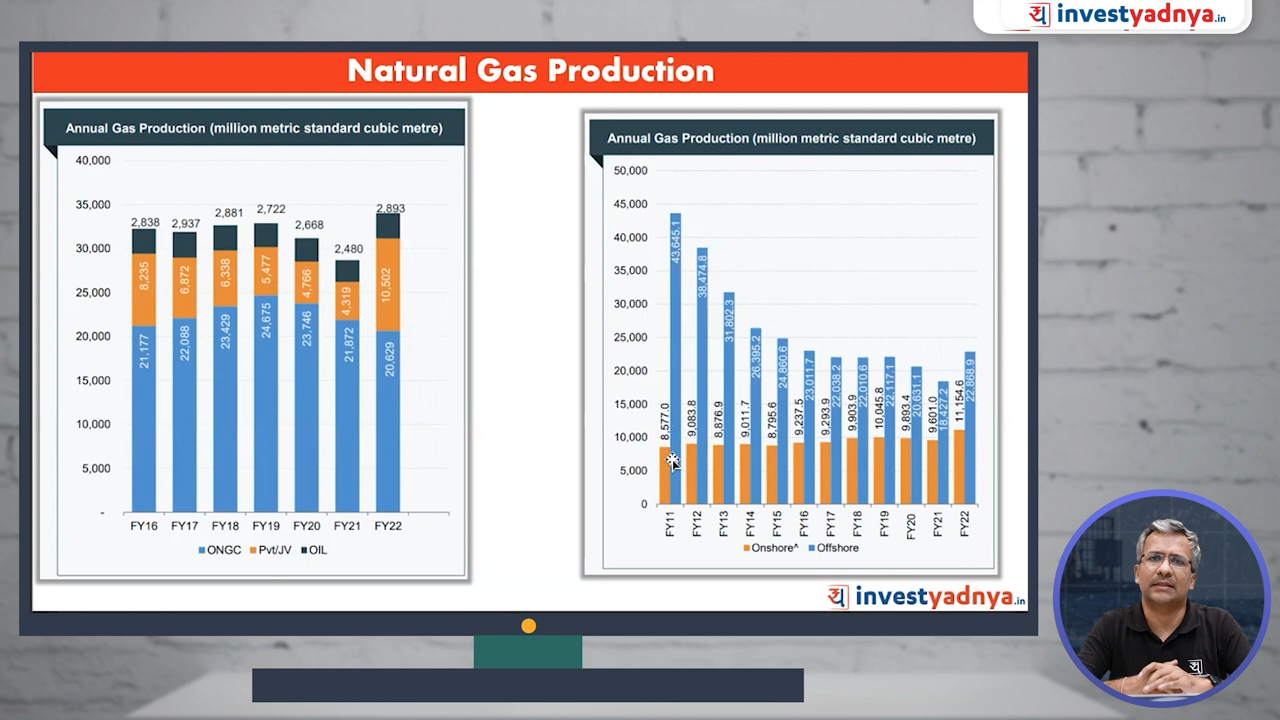 investyadnya.in
Natural Gas Production
Annual Gas Production (million metric standard cubic metre)
40,000
35,000
30,000
25,000
20,000
15,000
10,000
5,000
-
2,838 2,937 2,881 2,722 2,668 2,480 2,893
8,235 6,872 6,338 5,477 4,766 4,319 10,502
21,177 22,088 23,429 24,675 23,746 21,872 20,629
FY16 FY17 FY18 FY19 FY20 FY21 FY22
ONGC Pvt/JV OIL
Annual Gas Production (million metric standard cubic metre)
50,000
45,000
40,000
35,000
30,000
25,000
20,000
15,000
10,000
5,000
0
8,577.0 9,083.8 8,876.9 9,011.7 8,795.6 9,237.5 9,293.9 9,903.9 10,045.8 9,893.4 9,601.0 11,154.6
43,645.1 38,474.8 31,802.3 26,395.2 24,860.6 23,011.7 22,038.2 22,010.6 22,117.1 20,631.1 18,427.2 22,868.9
FY11 FY12 FY13 FY14 FY15 FY16 FY17 FY18 FY19 FY20 FY21 FY22
Onshore^ Offshore
investyadnya.in